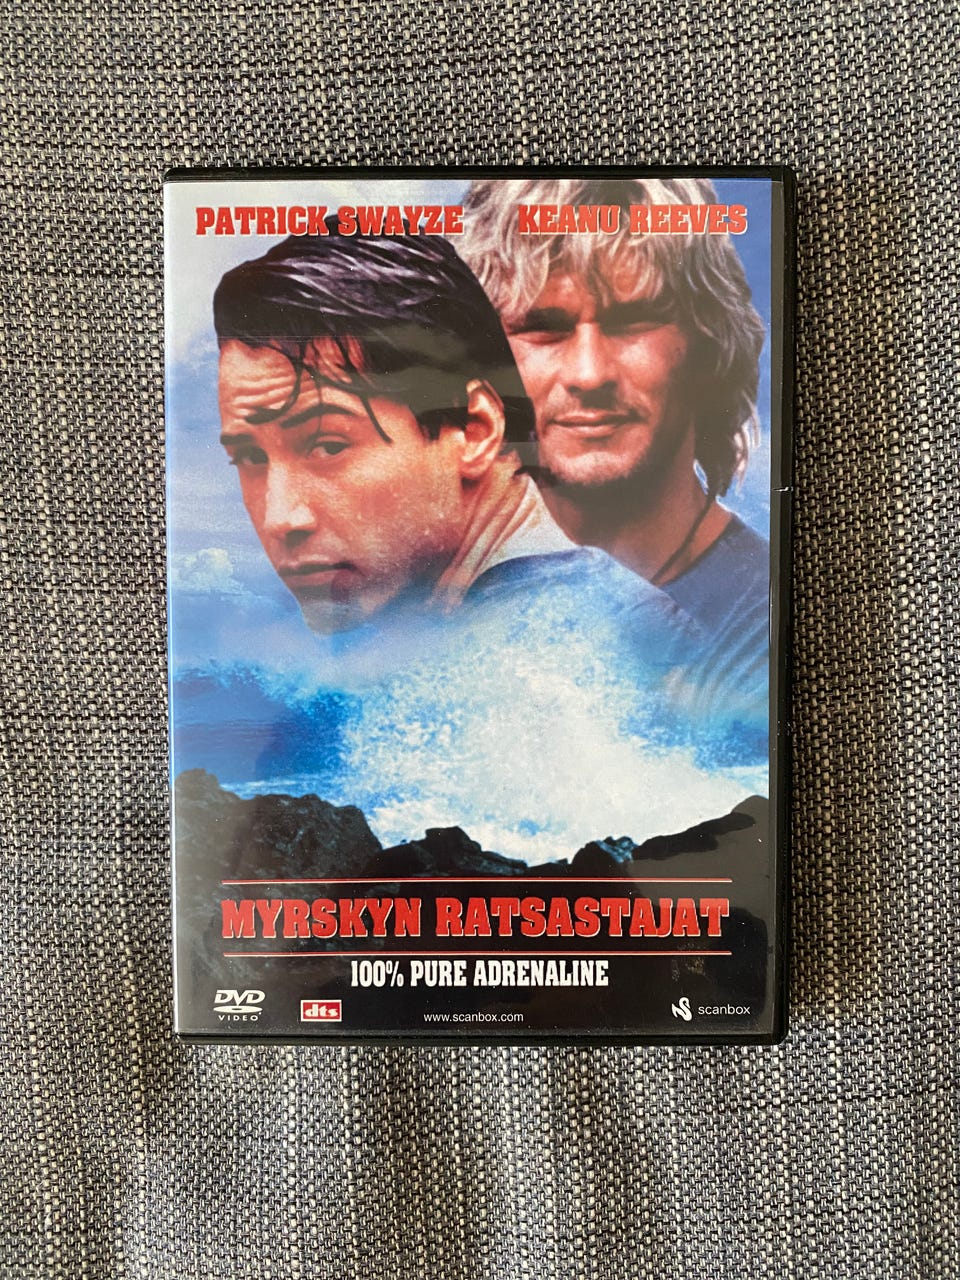 PATRICK SWAYZE KEANU REEVES
MYRSKYN RATSASTAJAT
100% PURE ADRENALINE
DVD
VIDEO
dts
www.scanbox.com
scanbox